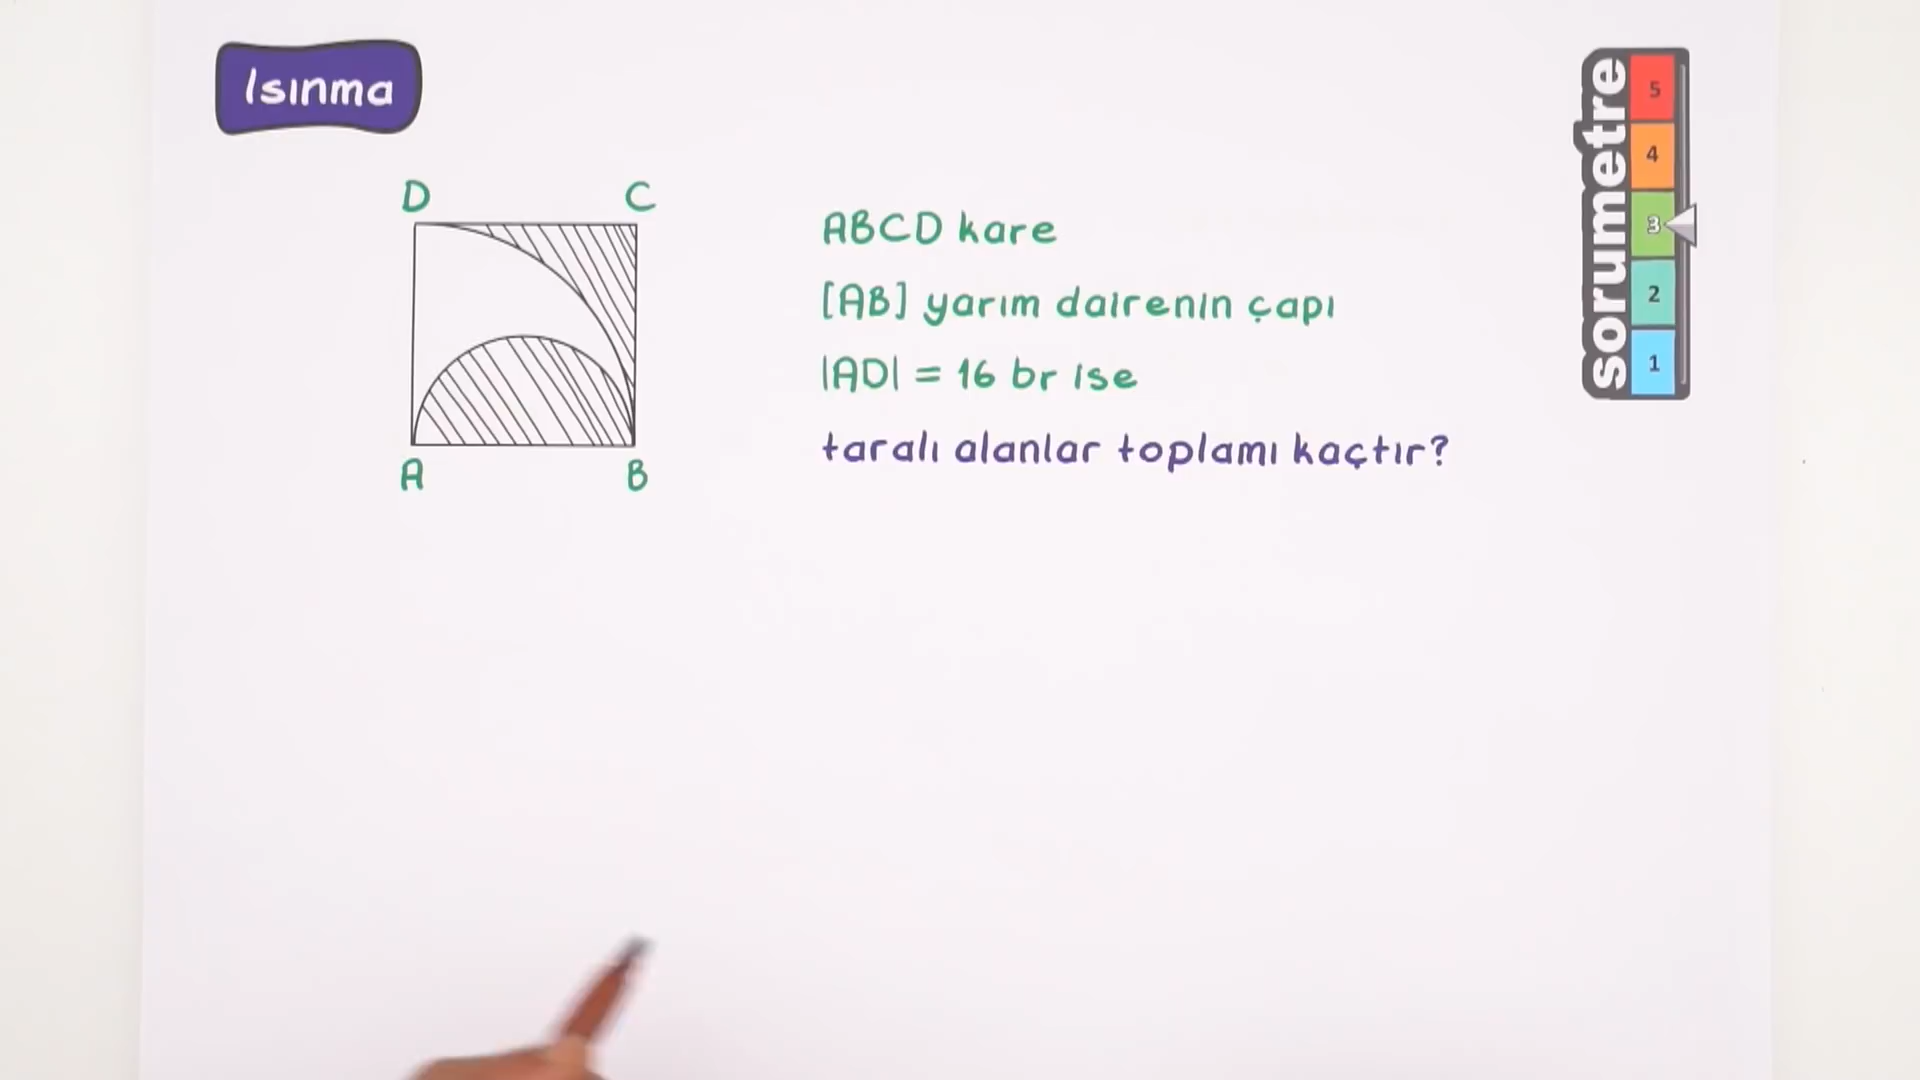 Isınma
D C
A B
ABCD kare
[AB] yarım dairenin çapı
|AD| = 16 br ise
taralı alanlar toplamı kaçtır?
sorumetre
5
4
3
2
1